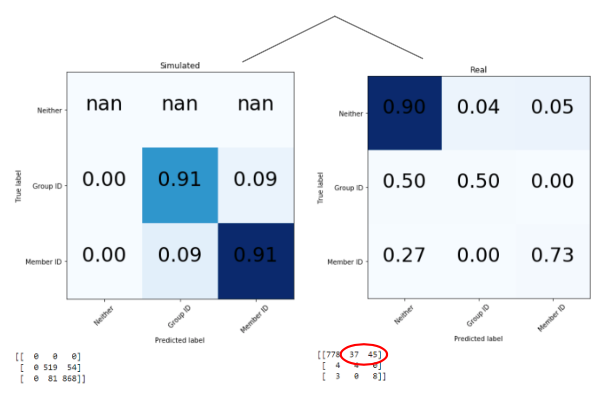 Simulated
nan nan nan
0.00 0.91 0.09
0.00 0.09 0.91
Neither
Group ID
Member ID
True label
Neither Group ID Member ID
Predicted label
[[ 0 0 0]
[ 0 519 54]
[ 0 81 868]]
Real
0.90 0.04 0.05
0.50 0.50 0.00
0.27 0.00 0.73
Neither
Group ID
Member ID
True label
Neither Group ID Member ID
Predicted label
[[778 37 45]
[ 4 4 0]
[ 3 0 8]]